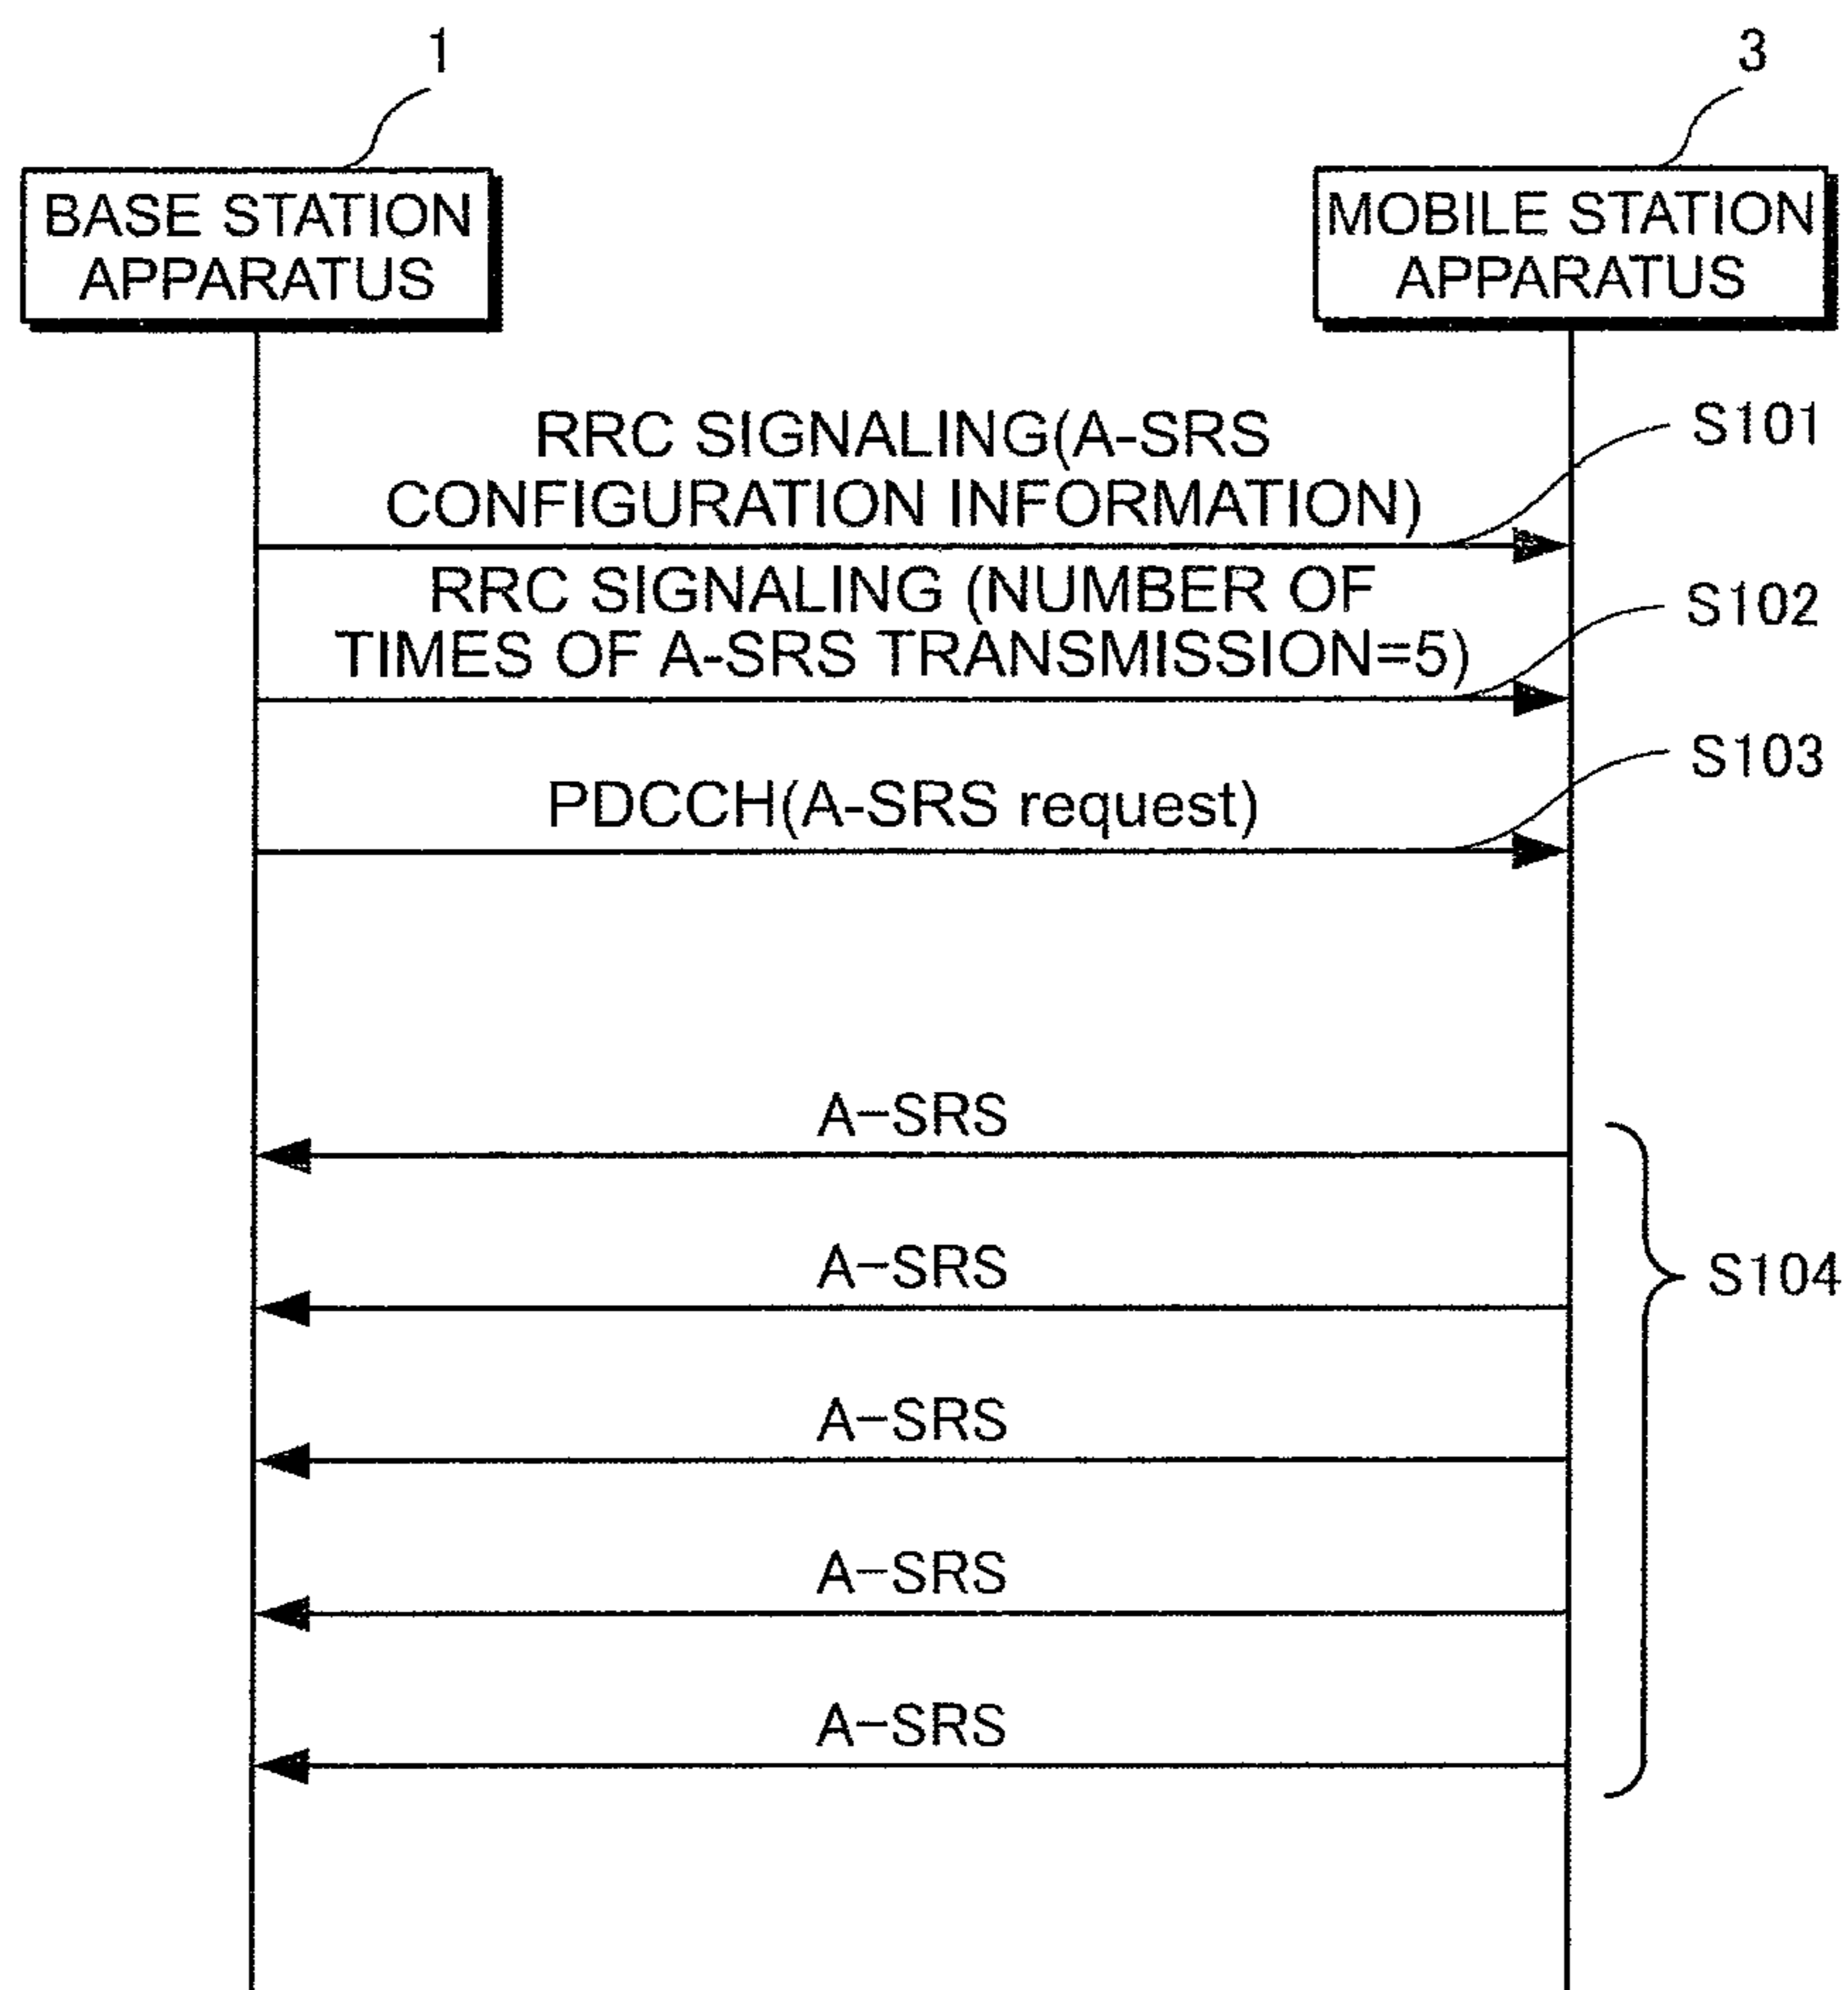 1
3
BASE STATION
APPARATUS
MOBILE STATION
APPARATUS
RRC SIGNALING(A-SRS
CONFIGURATION INFORMATION)
S101
RRC SIGNALING (NUMBER OF
TIMES OF A-SRS TRANSMISSION=5)
S102
PDCCH(A-SRS request)
S103
A-SRS
A-SRS
S104
A-SRS
A-SRS
A-SRS